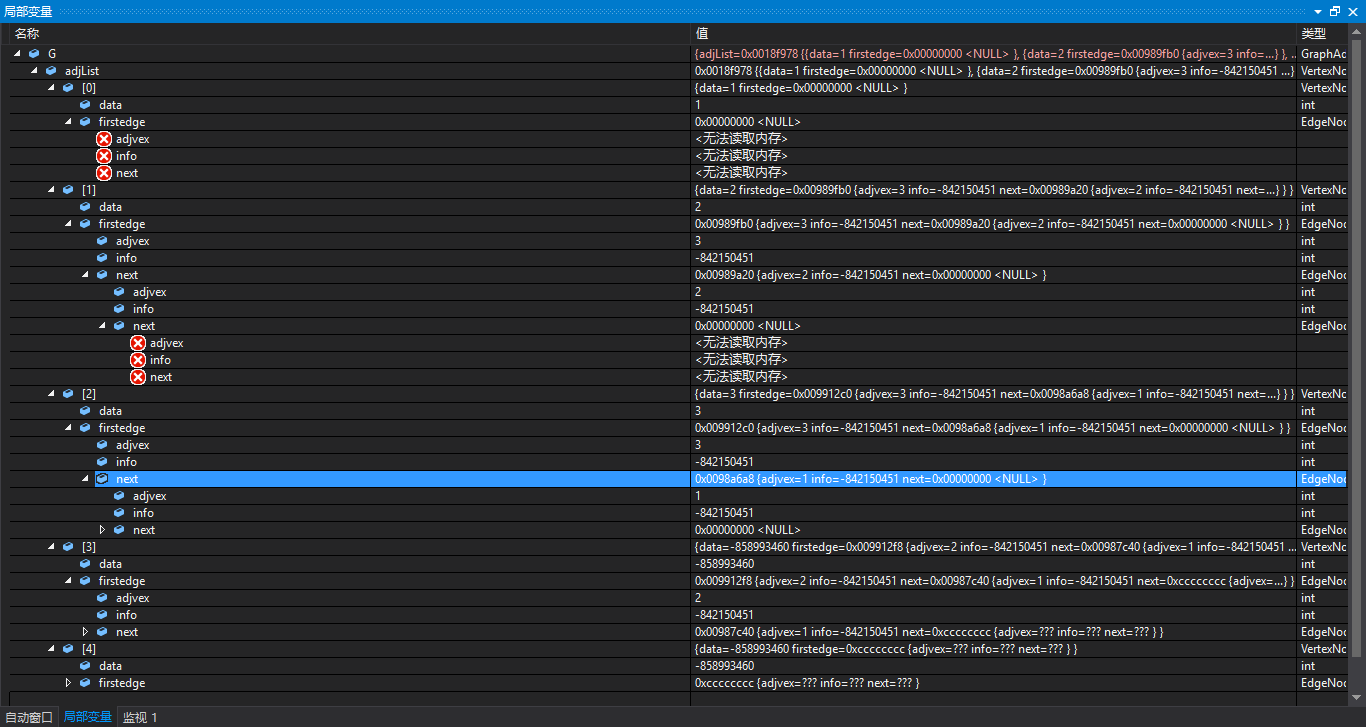 局部变量
名称 值 类型
G {adjList=0x0018f978 {{data=1 firstedge=0x00000000 <NULL> }, {data=2 firstedge=0x00989fb0 {adjvex=3 info=...} }, .. GraphAc
adjList 0x0018f978 {{data=1 firstedge=0x00000000 <NULL> }, {data=2 firstedge=0x00989fb0 {adjvex=3 info=-842150451 ...} VertexNc
[0] {data=1 firstedge=0x00000000 <NULL> } VertexNc
data 1 int
firstedge 0x00000000 <NULL> EdgeNoc
adjvex <无法读取内存>
info <无法读取内存>
next <无法读取内存>
[1] {data=2 firstedge=0x00989fb0 {adjvex=3 info=-842150451 next=0x00989a20 {adjvex=2 info=-842150451 next=...} } } VertexNc
data 2 int
firstedge 0x00989fb0 {adjvex=3 info=-842150451 next=0x00989a20 {adjvex=2 info=-842150451 next=0x00000000 <NULL> } } EdgeNoc
adjvex 3 int
info -842150451 int
next 0x00989a20 {adjvex=2 info=-842150451 next=0x00000000 <NULL> } EdgeNoc
adjvex 2 int
info -842150451 int
next 0x00000000 <NULL> EdgeNoc
adjvex <无法读取内存>
info <无法读取内存>
next <无法读取内存>
[2] {data=3 firstedge=0x009912c0 {adjvex=3 info=-842150451 next=0x0098a6a8 {adjvex=1 info=-842150451 next=...} } } VertexNc
data 3 int
firstedge 0x009912c0 {adjvex=3 info=-842150451 next=0x0098a6a8 {adjvex=1 info=-842150451 next=0x00000000 <NULL> } } EdgeNoc
adjvex 3 int
info -842150451 int
next 0x0098a6a8 {adjvex=1 info=-842150451 next=0x00000000 <NULL> } EdgeNoc
adjvex 1 int
info -842150451 int
next 0x00000000 <NULL> EdgeNoc
[3] {data=-858993460 firstedge=0x009912f8 {adjvex=2 info=-842150451 next=0x00987c40 {adjvex=1 info=-842150451 ... VertexNc
data -858993460 int
firstedge 0x009912f8 {adjvex=2 info=-842150451 next=0x00987c40 {adjvex=1 info=-842150451 next=0xcccccccc {adjvex=...} } } EdgeNoc
adjvex 2 int
info -842150451 int
next 0x00987c40 {adjvex=1 info=-842150451 next=0xcccccccc {adjvex=??? info=??? next=??? } } EdgeNoc
[4] {data=-858993460 firstedge=0xcccccccc {adjvex=??? info=??? next=??? } } VertexNc
data -858993460 int
firstedge 0xcccccccc {adjvex=??? info=??? next=??? } EdgeNoc
自动窗口 局部变量 监视 1